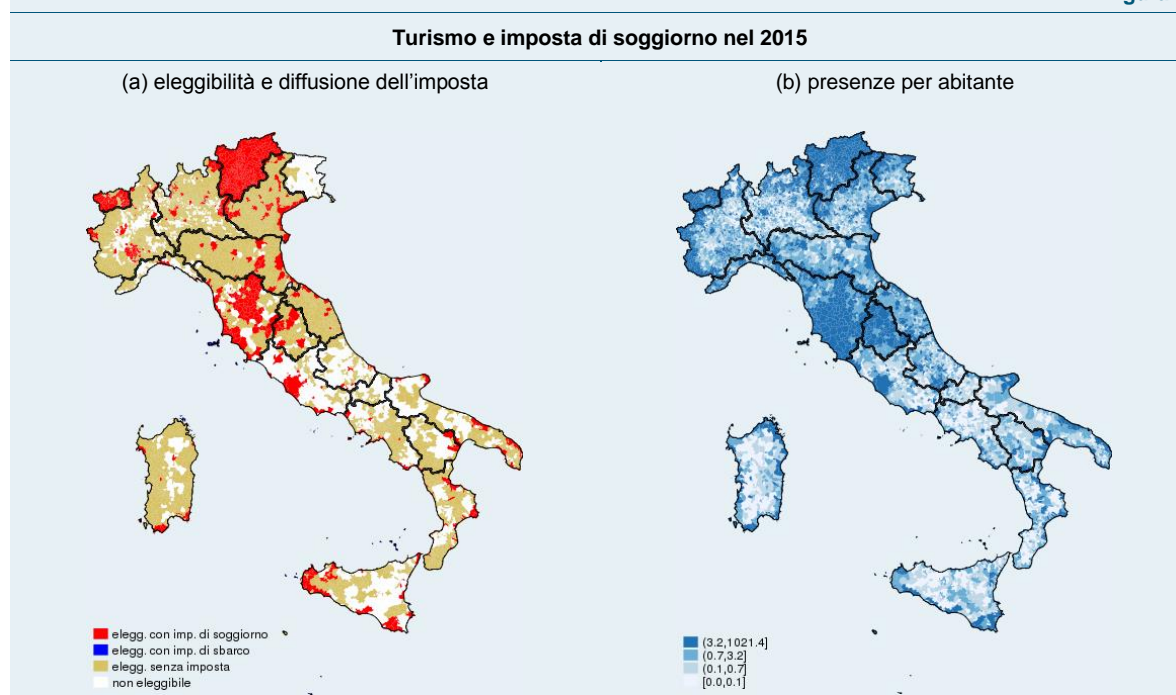 Turismo e imposta di soggiorno nel 2015
(a) eleggibilità e diffusione dell'imposta
(b) presenze per abitante
elegg. con imp. di soggiorno
elegg. con imp. di sbarco
elegg. senza imposta
non eleggibile
(3.2,1021.4]
(0.7,3.2]
(0.1,0.7]
[0.0,0.1]